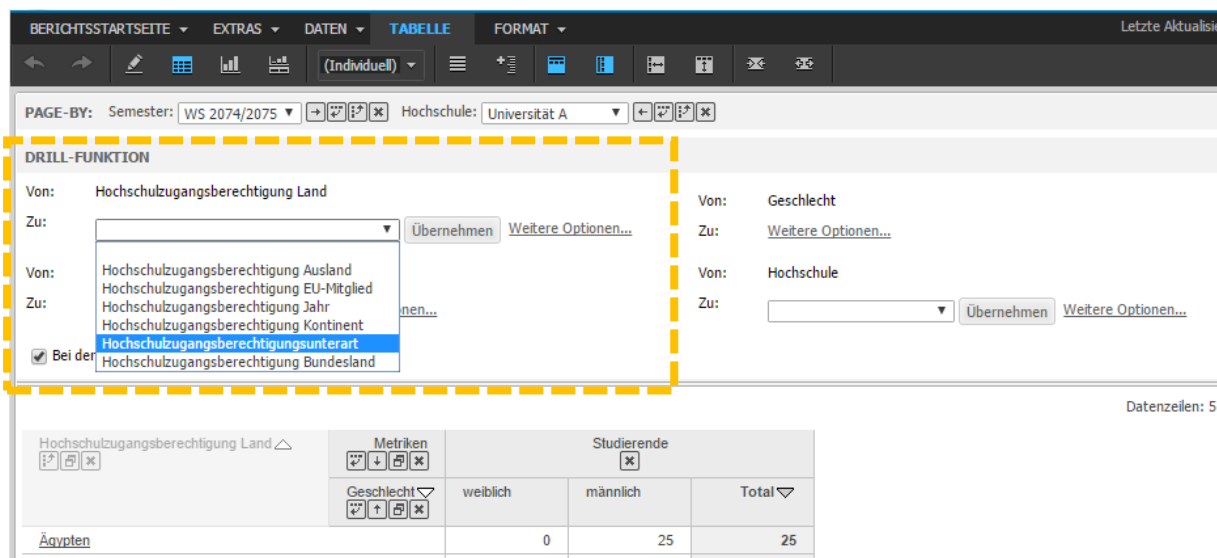 BERICHTSSTARTSEITE EXTRAS DATEN TABELLE FORMAT Letzte Aktualisie
(Individuell)
PAGE-BY: Semester: WS 2074/2075 Hochschule: Universität A
DRILL-FUNKTION
Von: Hochschulzugangsberechtigung Land
Zu: Übernehmen Weitere Optionen...
Hochschulzugangsberechtigung Ausland
Hochschulzugangsberechtigung EU-Mitglied
Hochschulzugangsberechtigung Jahr
Hochschulzugangsberechtigung Kontinent
Hochschulzugangsberechtigungsunterart
Hochschulzugangsberechtigung Bundesland
Von:
Zu: nen...
Bei der
Von: Geschlecht
Zu: Weitere Optionen...
Von: Hochschule
Zu: Übernehmen Weitere Optionen...
Datenzeilen: 5
Hochschulzugangsberechtigung Land Metriken Studierende
Geschlecht weiblich männlich Total
Ägypten 0 25 25